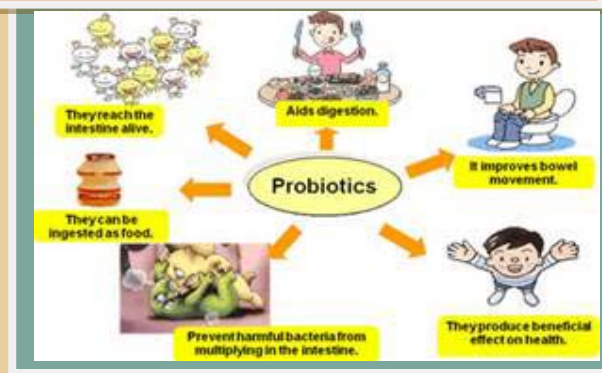 They reach the
intestine alive.
Aids digestion.
It improves bowel
movement.
Probiotics
They can be
ingested as food.
Prevent harmful bacteria from
multiplying in the intestine.
They produce beneficial
effect on health.